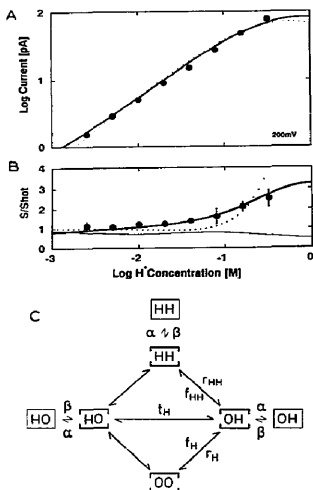 A
2
1
0
Log Current [pA]
200mV
B
4
3
2
1
0
S/Shot
-3 -2 -1 0
Log H⁺Concentration [M]
C
HH
α β
HH
rHH
fHH
HO β α HO tH OH α β OH
fH
rH
OO